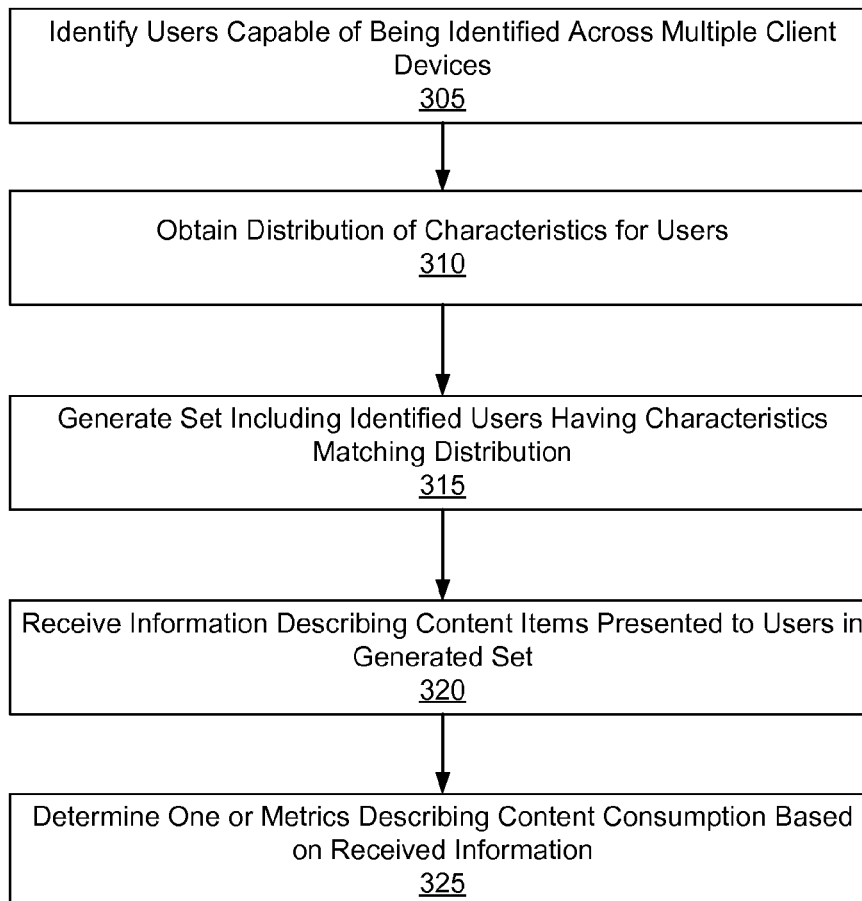 Identify Users Capable of Being Identified Across Multiple Client
Devices
305
Obtain Distribution of Characteristics for Users
310
Generate Set Including Identified Users Having Characteristics
Matching Distribution
315
Receive Information Describing Content Items Presented to Users in
Generated Set
320
Determine One or Metrics Describing Content Consumption Based
on Received Information
325